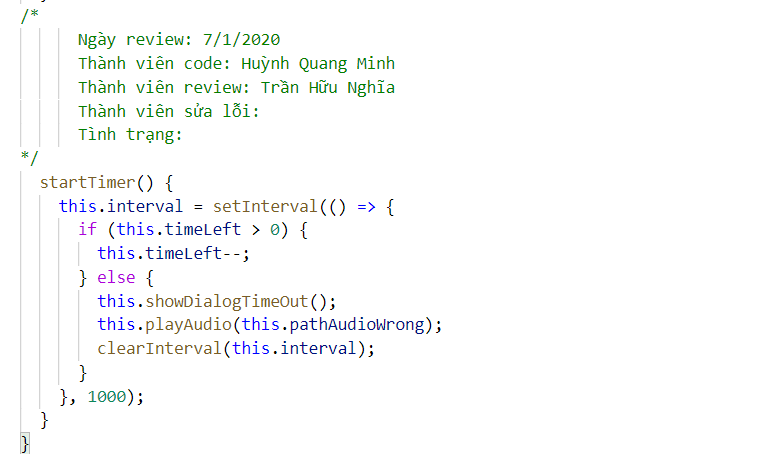 /*
Ngày review: 7/1/2020
Thành viên code: Huỳnh Quang Minh
Thành viên review: Trần Hữu Nghĩa
Thành viên sửa lỗi:
Tình trạng:
*/
startTimer() {
this.interval = setInterval(() => {
if (this.timeLeft > 0) {
this.timeLeft--;
} else {
this.showDialogTimeOut();
this.playAudio(this.pathAudioWrong);
clearInterval(this.interval);
}
}, 1000);
}
}